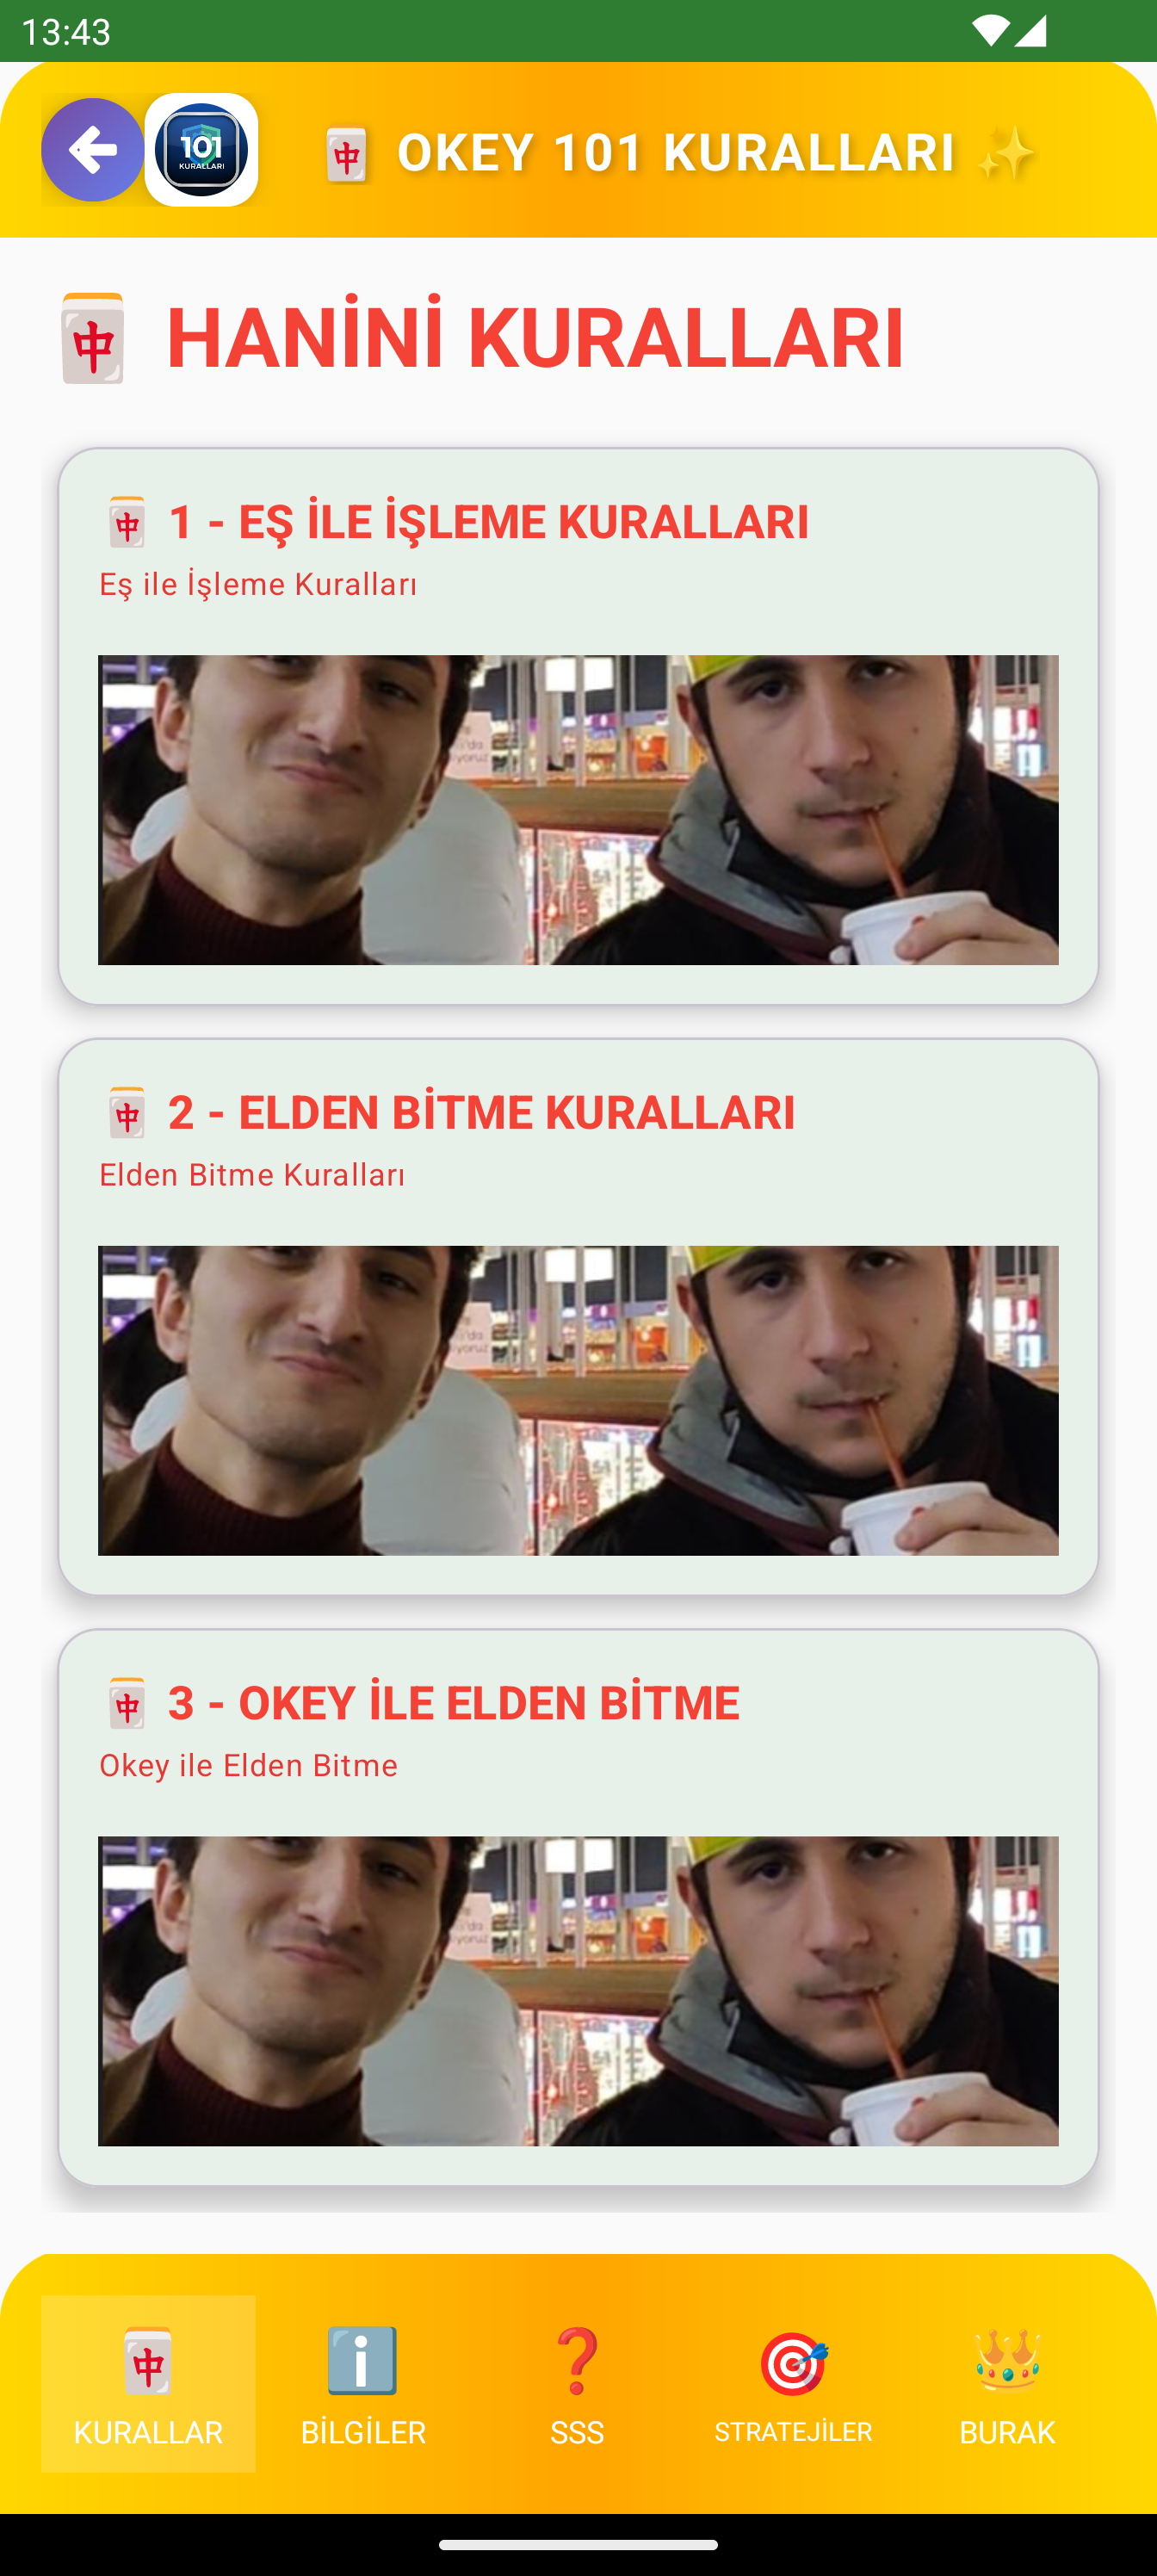 13:43
101
KURALLARI
🀄 OKEY 101 KURALLARI ✨
🀄 HANİNİ KURALLARI
🀄 1 - EŞ İLE İŞLEME KURALLARI
Eş ile İşleme Kuralları
🀄 2 - ELDEN BİTME KURALLARI
Elden Bitme Kuralları
🀄 3 - OKEY İLE ELDEN BİTME
Okey ile Elden Bitme
KURALLAR
BİLGİLER
SSS
STRATEJİLER
BURAK